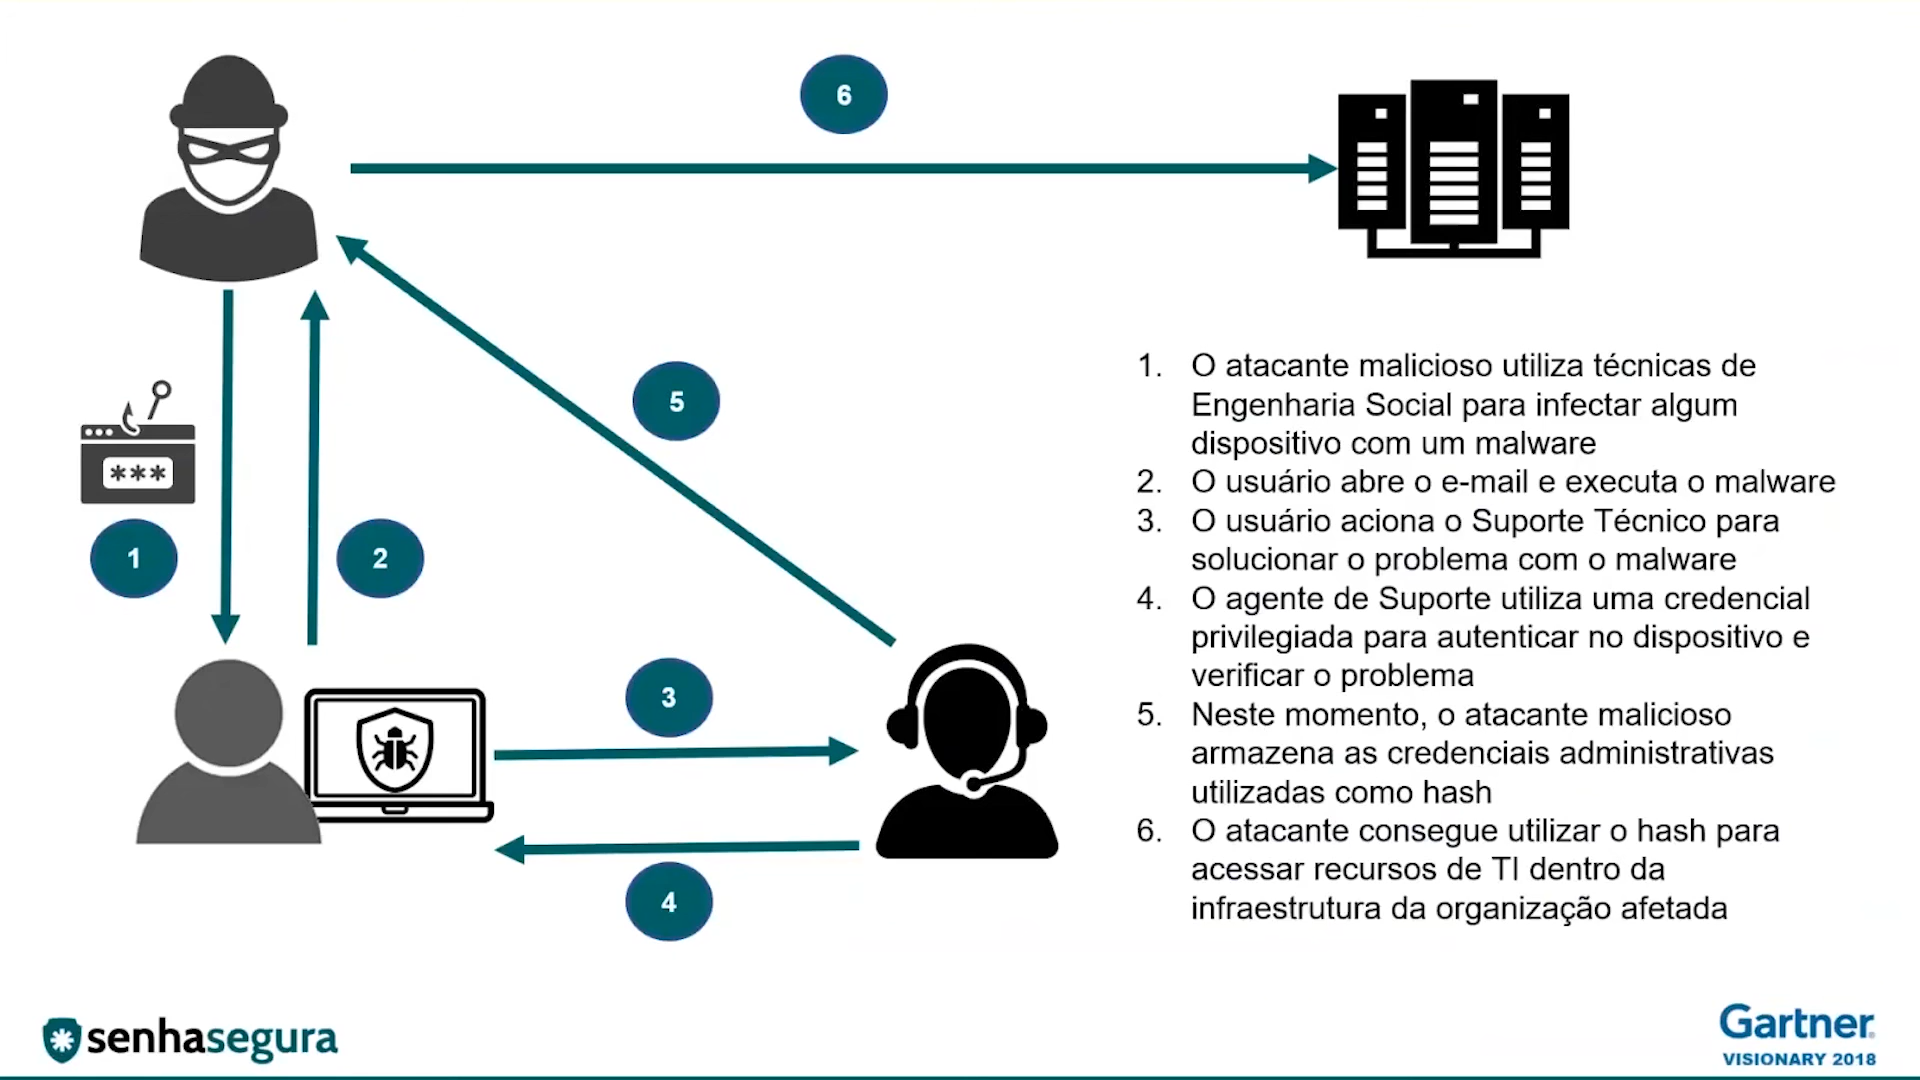 6
5
***
1
2
3
4
1. O atacante malicioso utiliza técnicas de
Engenharia Social para infectar algum
dispositivo com um malware
2. O usuário abre o e-mail e executa o malware
3. O usuário aciona o Suporte Técnico para
solucionar o problema com o malware
4. O agente de Suporte utiliza uma credencial
privilegiada para autenticar no dispositivo e
verificar o problema
5. Neste momento, o atacante malicioso
armazena as credenciais administrativas
utilizadas como hash
6. O atacante consegue utilizar o hash para
acessar recursos de TI dentro da
infraestrutura da organização afetada
senhasegura
Gartner
VISIONARY 2018